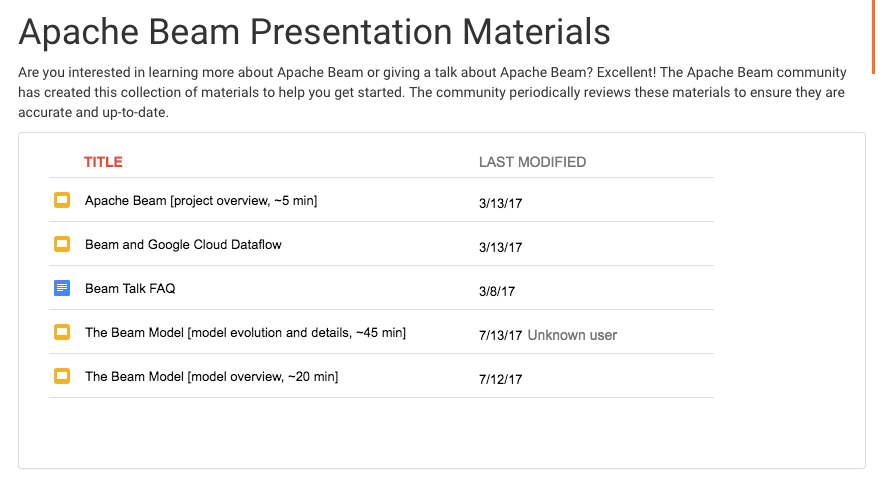 Apache Beam Presentation Materials
Are you interested in learning more about Apache Beam or giving a talk about Apache Beam? Excellent! The Apache Beam community
has created this collection of materials to help you get started. The community periodically reviews these materials to ensure they are
accurate and up-to-date.
TITLE LAST MODIFIED
Apache Beam [project overview, ~5 min] 3/13/17
Beam and Google Cloud Dataflow 3/13/17
Beam Talk FAQ 3/8/17
The Beam Model [model evolution and details, ~45 min] 7/13/17 Unknown user
The Beam Model [model overview, ~20 min] 7/12/17